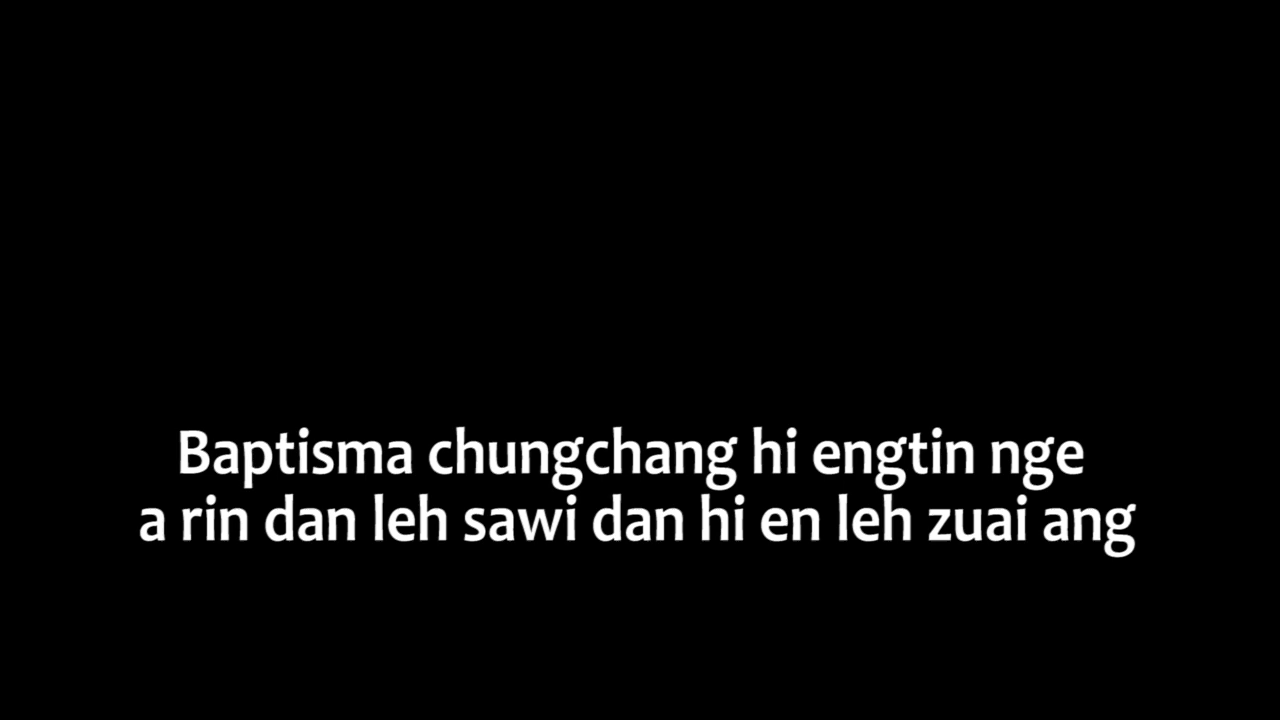 Baptisma chungchang hi engtin nge
a rin dan leh sawi dan hi en leh zuai ang